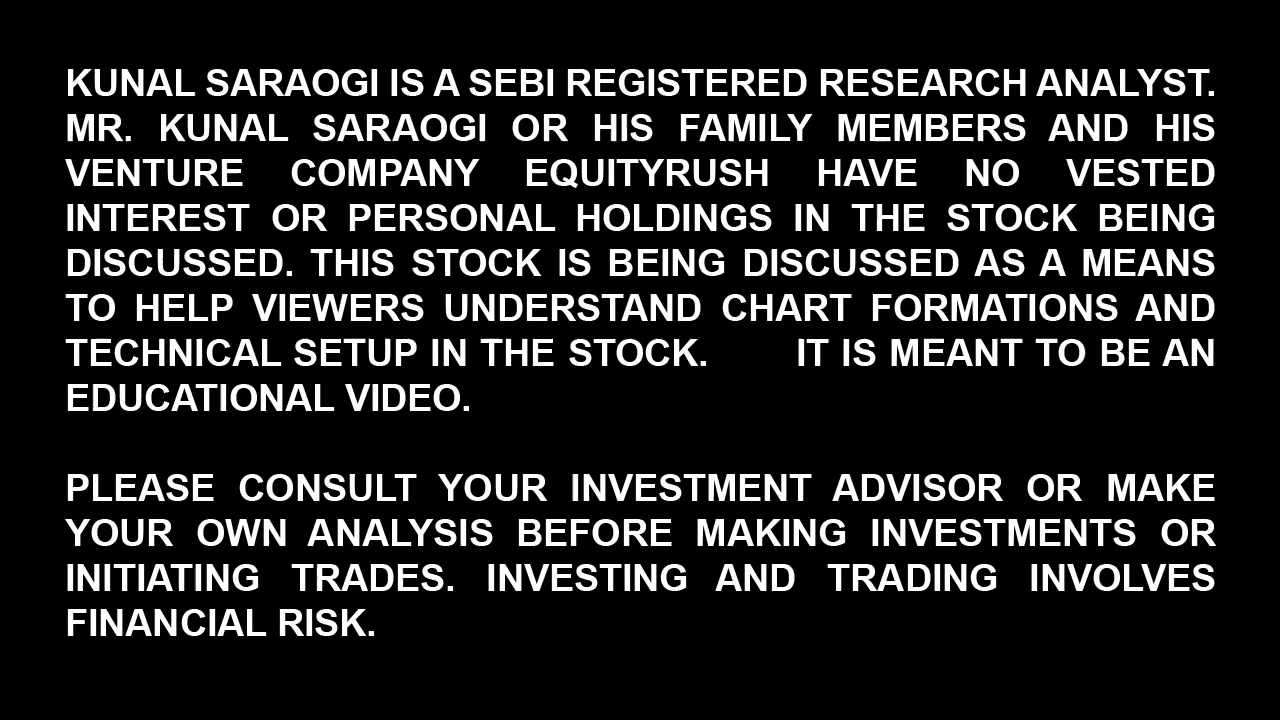 KUNAL SARAOGI IS A SEBI REGISTERED RESEARCH ANALYST.
MR. KUNAL SARAOGI OR HIS FAMILY MEMBERS AND HIS
VENTURE COMPANY EQUITYRUSH HAVE NO VESTED
INTEREST OR PERSONAL HOLDINGS IN THE STOCK BEING
DISCUSSED. THIS STOCK IS BEING DISCUSSED AS A MEANS
TO HELP VIEWERS UNDERSTAND CHART FORMATIONS AND
TECHNICAL SETUP IN THE STOCK. IT IS MEANT TO BE AN
EDUCATIONAL VIDEO.
PLEASE CONSULT YOUR INVESTMENT ADVISOR OR MAKE
YOUR OWN ANALYSIS BEFORE MAKING INVESTMENTS OR
INITIATING TRADES. INVESTING AND TRADING INVOLVES
FINANCIAL RISK.